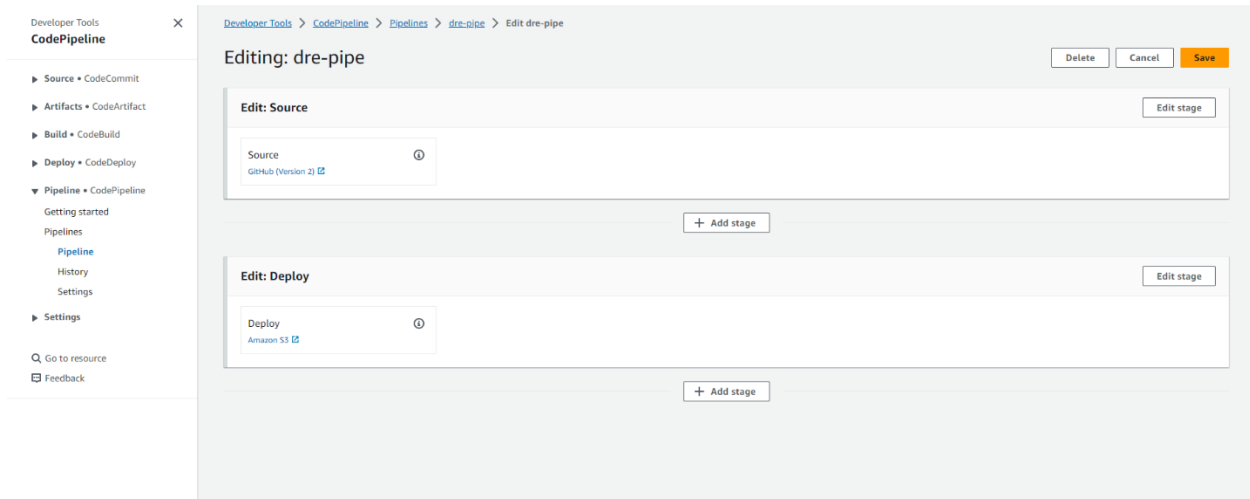 Developer Tools
CodePipeline
Source • CodeCommit
Artifacts • CodeArtifact
Build • CodeBuild
Deploy • CodeDeploy
Pipeline • CodePipeline
Getting started
Pipelines
Pipeline
History
Settings
Settings
Go to resource
Feedback
Developer Tools > CodePipeline > Pipelines > dre-pipe > Edit dre-pipe
Editing: dre-pipe
Delete Cancel Save
Edit: Source Edit stage
Source
GitHub (Version 2)
+ Add stage
Edit: Deploy Edit stage
Deploy
Amazon S3
+ Add stage